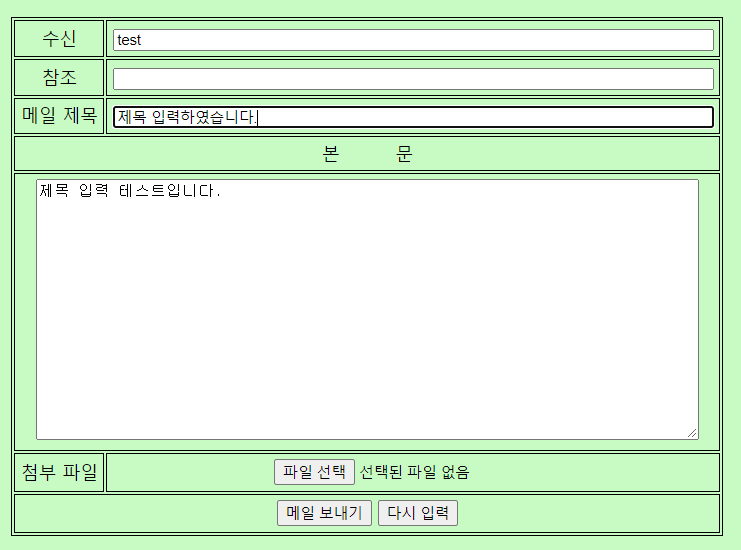 수신 test
참조
메일 제목 제목 입력하였습니다.
본 문
제목 입력 테스트입니다.
첨부 파일 파일 선택 선택된 파일 없음
메일 보내기 다시 입력